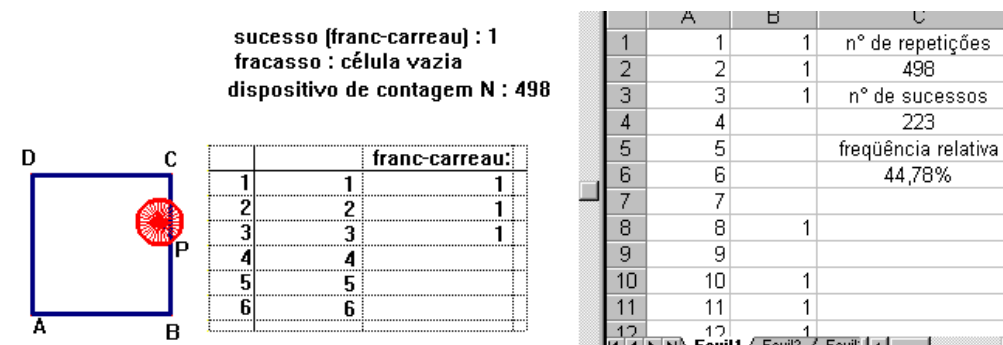 sucesso (franc-carreau) : 1
fracasso : célula vazia
dispositivo de contagem N : 498
D C
P
A B
franc-carreau:
1 1 1
2 2 1
3 3 1
4 4
5 5
6 6
A B C
1 1 1 n° de repetições
2 2 1 498
3 3 1 n° de sucessos
4 4 223
5 5 freqüência relativa
6 6 44,78%
7 7
8 8 1
9 9
10 10 1
11 11 1
12 12 1
Feuil1 / Feuil2 / Feuil